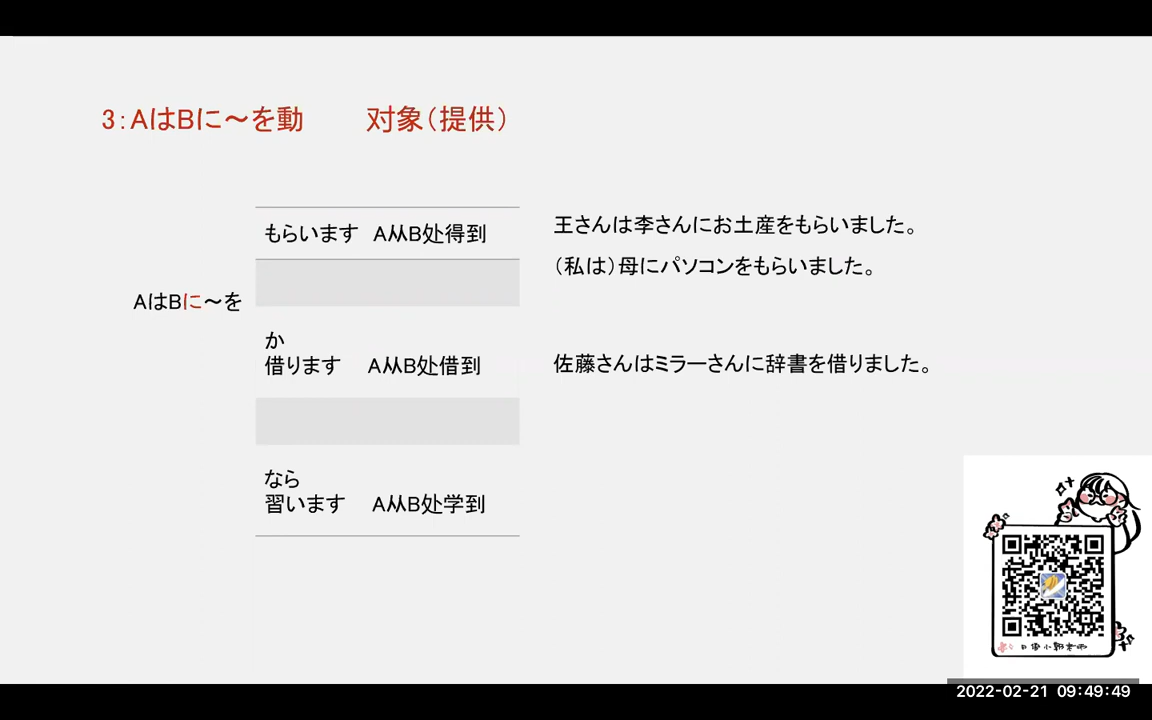 3:AはBに～を動　　对象（提供）
もらいます　A从B处得到
王さんは李さんにお土産をもらいました。
（私は）母にパソコンをもらいました。
AはBに～を
か
借ります　A从B处借到
佐藤さんはミラーさんに辞書を借りました。
なら
習います　A从B处学到
2022-02-21 09:49:49